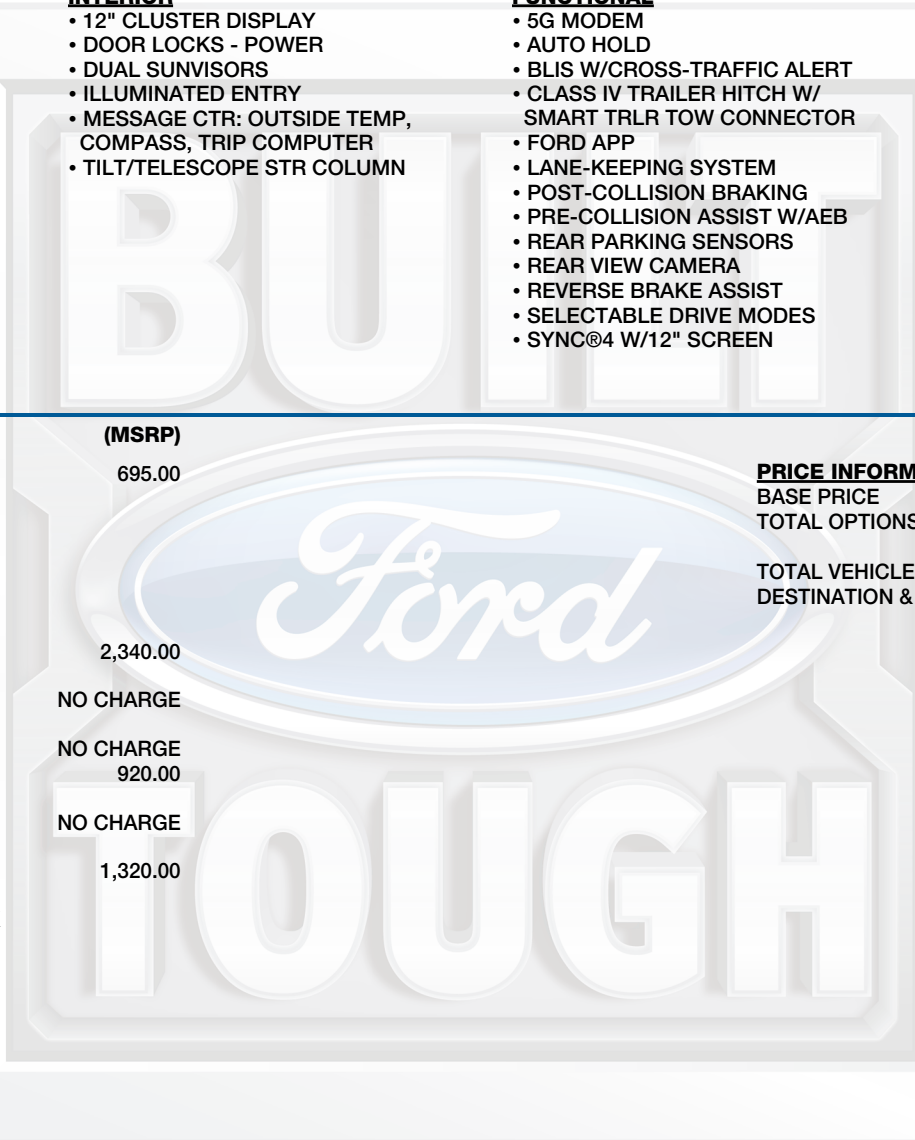 INTERIOR
• 12" CLUSTER DISPLAY
• DOOR LOCKS - POWER
• DUAL SUNVISORS
• ILLUMINATED ENTRY
• MESSAGE CTR: OUTSIDE TEMP,
COMPASS, TRIP COMPUTER
• TILT/TELESCOPE STR COLUMN
FUNCTIONAL
• 5G MODEM
• AUTO HOLD
• BLIS W/CROSS-TRAFFIC ALERT
• CLASS IV TRAILER HITCH W/
SMART TRLR TOW CONNECTOR
• FORD APP
• LANE-KEEPING SYSTEM
• POST-COLLISION BRAKING
• PRE-COLLISION ASSIST W/AEB
• REAR PARKING SENSORS
• REAR VIEW CAMERA
• REVERSE BRAKE ASSIST
• SELECTABLE DRIVE MODES
• SYNC®4 W/12" SCREEN
BUILT
Ford
TOUGH
(MSRP)
695.00
2,340.00
NO CHARGE
NO CHARGE
920.00
NO CHARGE
1,320.00
PRICE INFORM
BASE PRICE
TOTAL OPTIONS
TOTAL VEHICLE
DESTINATION &